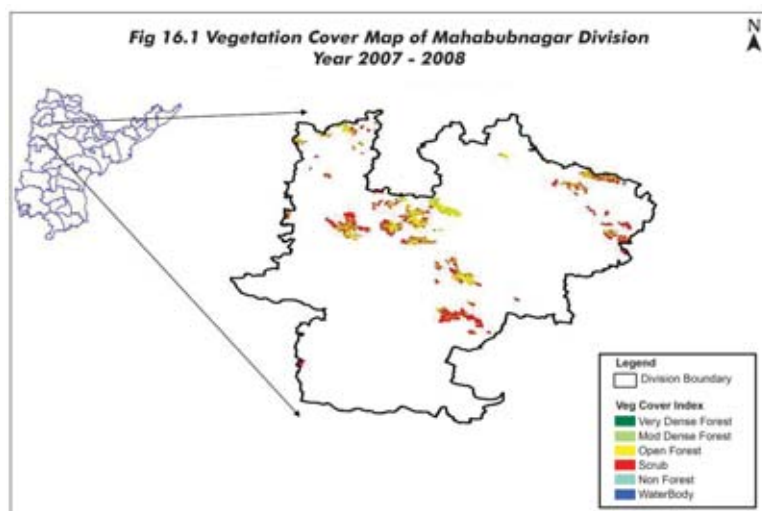 Fig 16.1 Vegetation Cover Map of Mahabubnagar Division
Year 2007 - 2008
N
Legend
Division Boundary
Veg Cover Index
Very Dense Forest
Mod Dense Forest
Open Forest
Scrub
Non Forest
WaterBody